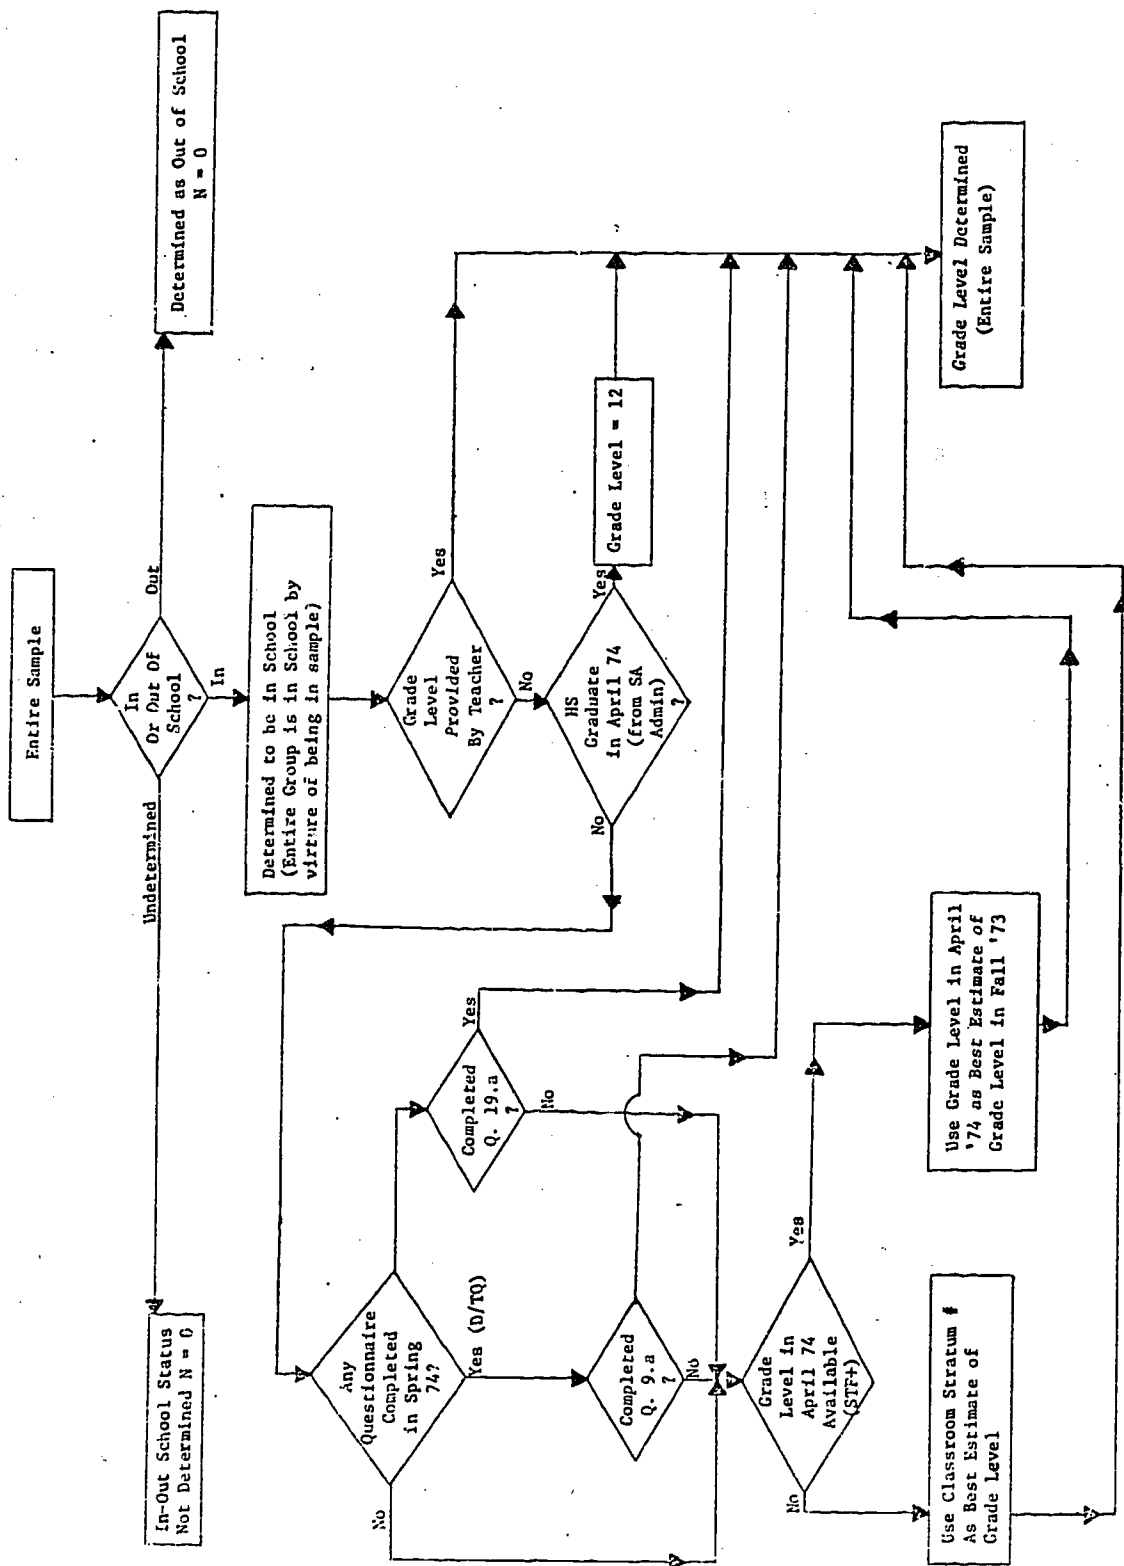 Entire Sample
In
Or Out Of
School
?
Undetermined
Out
In
In-Out School Status
Not Determined N = 0
Determined as Out of School
N = 0
Determined to be in School
(Entire Group is in School by
virture of being in sample)
Grade
Level
Provided
By Teacher
?
Yes
No
HS
Graduate
in April 74
(from SA
Admin)
?
Yes
No
Grade Level = 12
Any
Questionnaire
Completed
in Spring
74?
No
Yes (D/TQ)
Completed
Q. 19.a
?
Yes
No
Completed
Q. 9.a
?
No
Grade
Level in
April 74
Available
(STF+)
Yes
No
Use Grade Level in April
'74 as Best Estimate of
Grade Level in Fall '73
Use Classroom Stratum #
As Best Estimate of
Grade Level
Grade Level Determined
(Entire Sample)